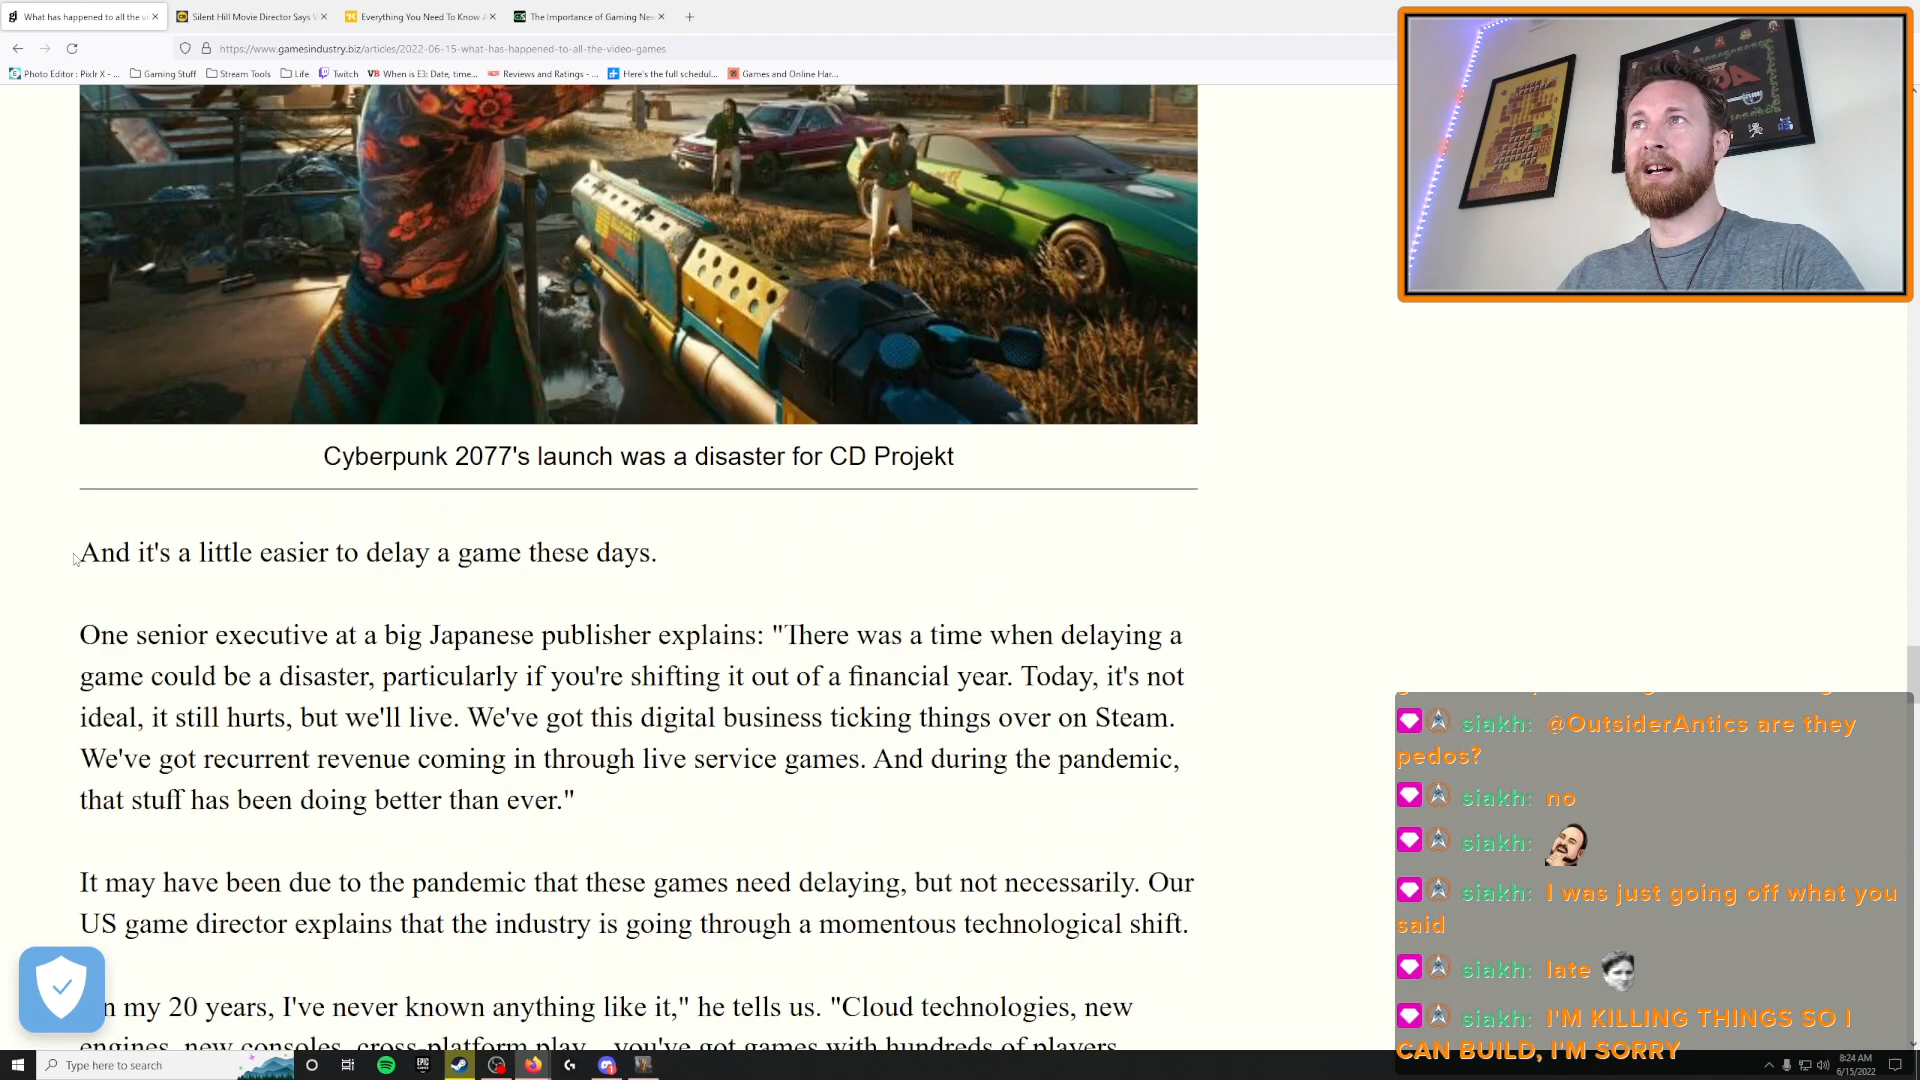 What has happened to all the vi
Silent Hill Movie Director Says
Everything You Need To Know
The Importance of Gaming New
https://www.gamesindustry.biz/articles/2022-06-15-what-has-happened-to-all-the-video-games
Photo Editor : Pixlr X - ...
Gaming Stuff
Stream Tools
Life
Twitch
When is E3: Date, time...
Reviews and Ratings - ...
Here's the full schedul...
Games and Online Har...
Cyberpunk 2077's launch was a disaster for CD Projekt
And it's a little easier to delay a game these days.
One senior executive at a big Japanese publisher explains: "There was a time when delaying a
game could be a disaster, particularly if you're shifting it out of a financial year. Today, it's not
ideal, it still hurts, but we'll live. We've got this digital business ticking things over on Steam.
We've got recurrent revenue coming in through live service games. And during the pandemic,
that stuff has been doing better than ever."
It may have been due to the pandemic that these games need delaying, but not necessarily. Our
US game director explains that the industry is going through a momentous technological shift.
n my 20 years, I've never known anything like it," he tells us. "Cloud technologies, new
engines, new consoles, cross-platform play... you've got games with hundreds of players
siakh: @OutsiderAntics are they
pedos?
siakh: no
siakh:
siakh: I was just going off what you
said
siakh: late
siakh: I'M KILLING THINGS SO I
CAN BUILD, I'M SORRY
Type here to search
8:24 AM
6/15/2022